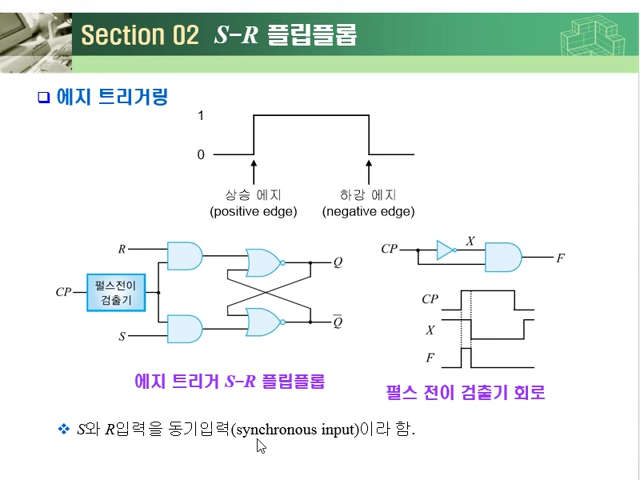 Section 02 S-R 플립플롭
❑ 에지 트리거링
1
0
상승 에지 하강 에지
(positive edge) (negative edge)
R
CP
펄스전이
검출기
S
Q
Q̅
에지 트리거 S-R 플립플롭
CP X F
CP
X
F
펄스 전이 검출기 회로
❖ S와 R입력을 동기입력(synchronous input)이라 함.